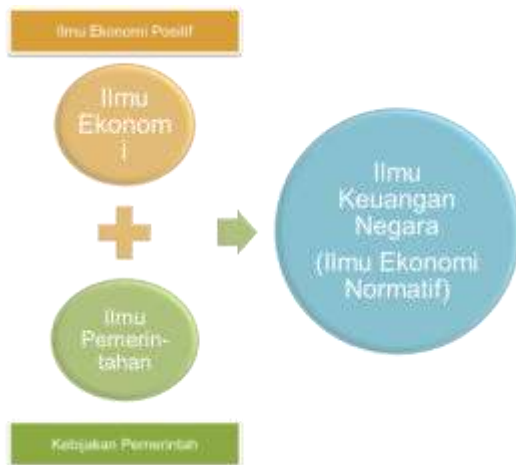 Ilmu Ekonomi Positif
Ilmu
Ekonom
i
Ilmu
Pemerin-
tahan
Kebijakan Pemerintah
Ilmu
Keuangan
Negara
(Ilmu Ekonomi
Normatif)